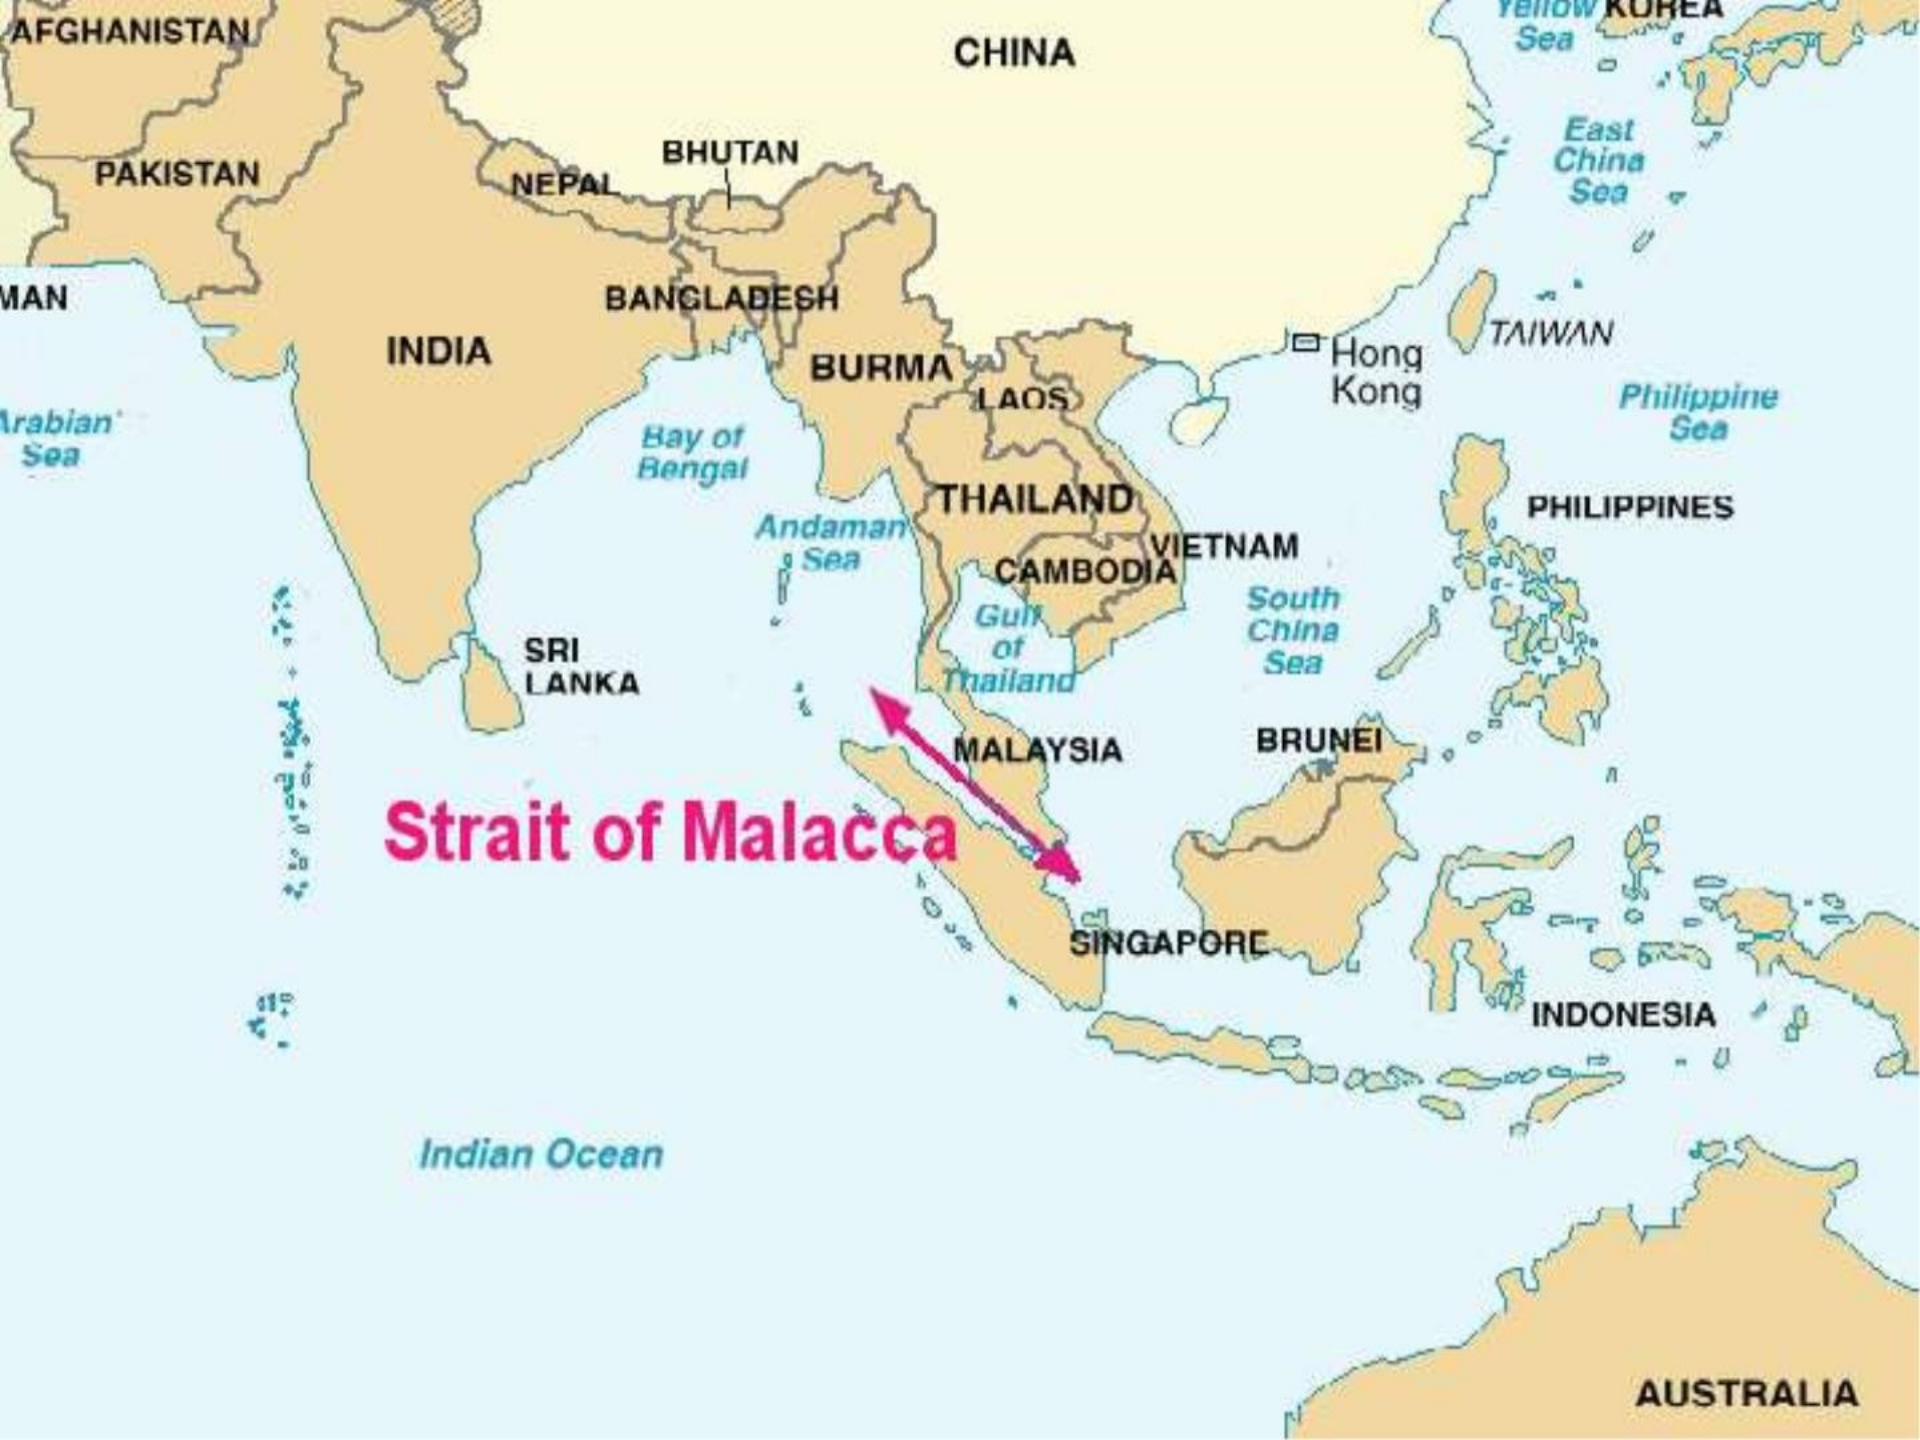 Yellow
Sea
KOREA
AFGHANISTAN
CHINA
East
China
Sea
BHUTAN
PAKISTAN
NEPAL
MAN
BANGLADESH
INDIA
BURMA
TAIWAN
Hong
Kong
LAOS
Arabian
Sea
Philippine
Sea
Bay of
Bengal
THAILAND
PHILIPPINES
Andaman
Sea
VIETNAM
CAMBODIA
Gulf
of
Thailand
South
China
Sea
SRI
LANKA
MALAYSIA
BRUNEI
Strait of Malacca
SINGAPORE
INDONESIA
Indian Ocean
AUSTRALIA